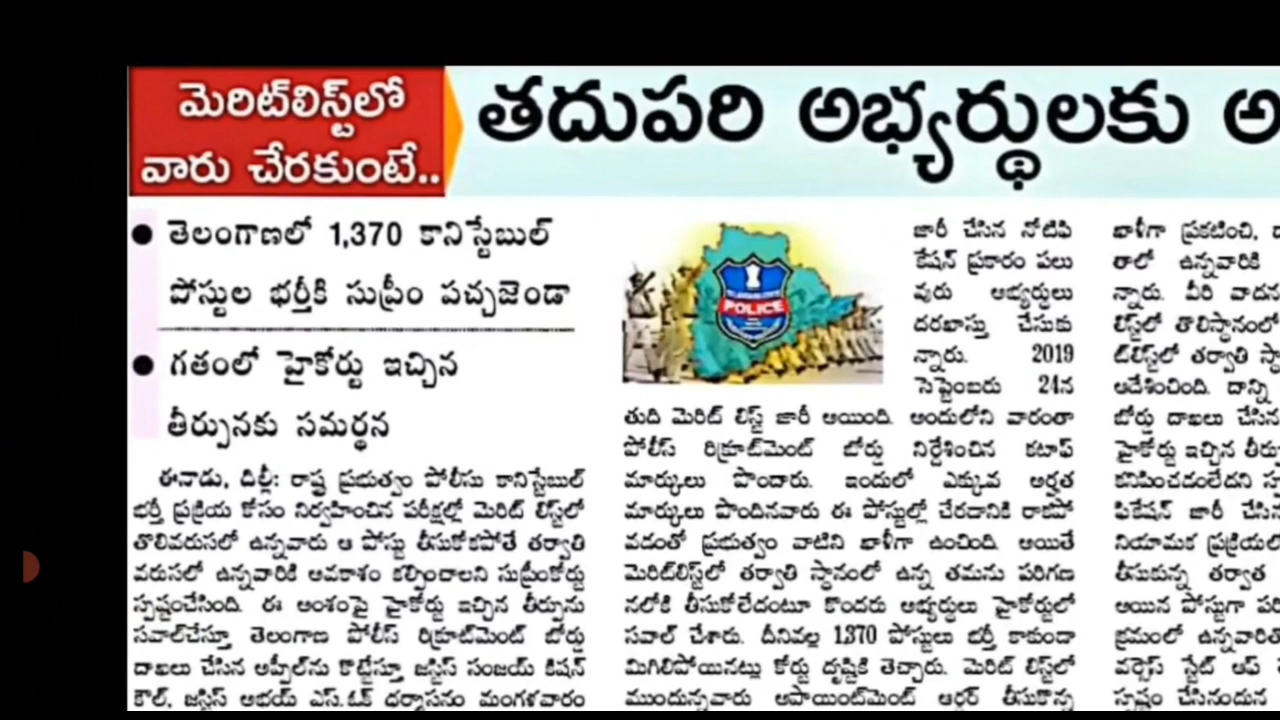 మెరిట్‌లిస్ట్‌లో
వారు చేరకుంటే..
తదుపరి అభ్యర్థులకు అ
● తెలంగాణలో 1,370 కానిస్టేబుల్
పోస్టుల భర్తీకి సుప్రీం పచ్చజెండా
● గతంలో హైకోర్టు ఇచ్చిన
తీర్పునకు సమర్థన
ఈనాడు, దిల్లీ: రాష్ట్ర ప్రభుత్వం పోలీసు కానిస్టేబుల్
భర్తీ ప్రక్రియ కోసం నిర్వహించిన పరీక్షల్లో మెరిట్ లిస్ట్‌లో
తొలివరుసలో ఉన్నవారు ఆ పోస్టు తీసుకోకపోతే తర్వాతి
వరుసలో ఉన్నవారికి అవకాశం కల్పించాలని సుప్రీంకోర్టు
స్పష్టంచేసింది. ఈ అంశంపై హైకోర్టు ఇచ్చిన తీర్పును
సవాల్‌చేస్తూ తెలంగాణ పోలీస్ రిక్రూట్‌మెంట్ బోర్డు
దాఖలు చేసిన అప్పీల్‌ను కొట్టేస్తూ జస్టిస్ సంజయ్ కిషన్
కౌల్, జస్టిస్ అభయ్ ఎస్.ఓక్ ధర్మాసనం మంగళవారం
POLICE
జారీ చేసిన నోటిఫి
కేషన్ ప్రకారం పలు
వురు అభ్యర్థులు
దరఖాస్తు చేసుకు
న్నారు. 2019
సెప్టెంబరు 24న
తుది మెరిట్ లిస్ట్ జారీ అయింది. అందులోని వారంతా
పోలీస్ రిక్రూట్‌మెంట్ బోర్డు నిర్దేశించిన కటాఫ్
మార్కులు పొందారు. ఇందులో ఎక్కువ అర్హత
మార్కులు పొందినవారు ఈ పోస్టుల్లో చేరడానికి రాకపో
వడంతో ప్రభుత్వం వాటిని ఖాళీగా ఉంచింది. అయితే
మెరిట్‌లిస్ట్‌లో తర్వాతి స్థానంలో ఉన్న తమను పరిగణ
నలోకి తీసుకోలేదంటూ కొందరు అభ్యర్థులు హైకోర్టులో
సవాల్ చేశారు. దీనివల్ల 1370 పోస్టులు భర్తీ కాకుండా
మిగిలిపోయినట్లు కోర్టు దృష్టికి తెచ్చారు. మెరిట్ లిస్ట్‌లో
ముందున్నవారు అపాయింట్‌మెంట్ ఆర్డర్ తీసుకొన్న
ఖాళీగా ప్రకటించి,
తాలో ఉన్నవారికి
న్నారు. వీరి వాదన
లిస్ట్‌లో తొలిస్థానంలో
ట్‌లిస్ట్‌లో తర్వాతి స్థా
ఆదేశించింది. దాన్ని
బోర్డు దాఖలు చేసిన
హైకోర్టు ఇచ్చిన తీర్పు
కనిపించడంలేదని
ఫికేషన్ జారీ చేసి
నియామక ప్రక్రియలో
తీసుకున్న తర్వాత
అయిన పోస్టుగా పరి
క్రమంలో ఉన్నవారితో
వర్సెస్ స్టేట్ ఆఫ్
స్పష్టం చేసినందున